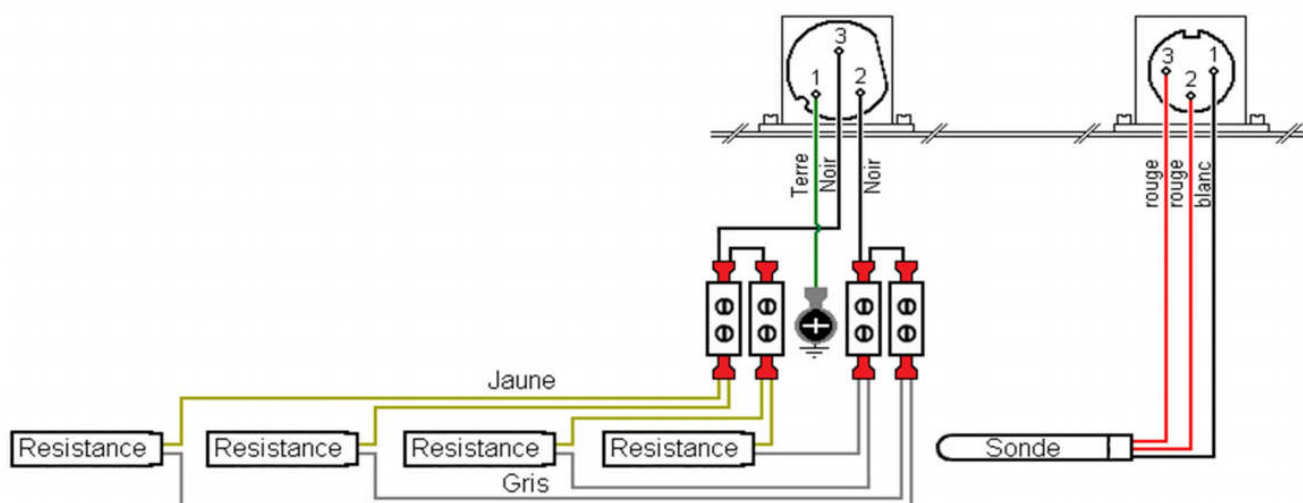 3
1
2
3
1
2
Terre
Noir
Noir
rouge
rouge
blanc
Jaune
Resistance
Resistance
Resistance
Resistance
Sonde
Gris